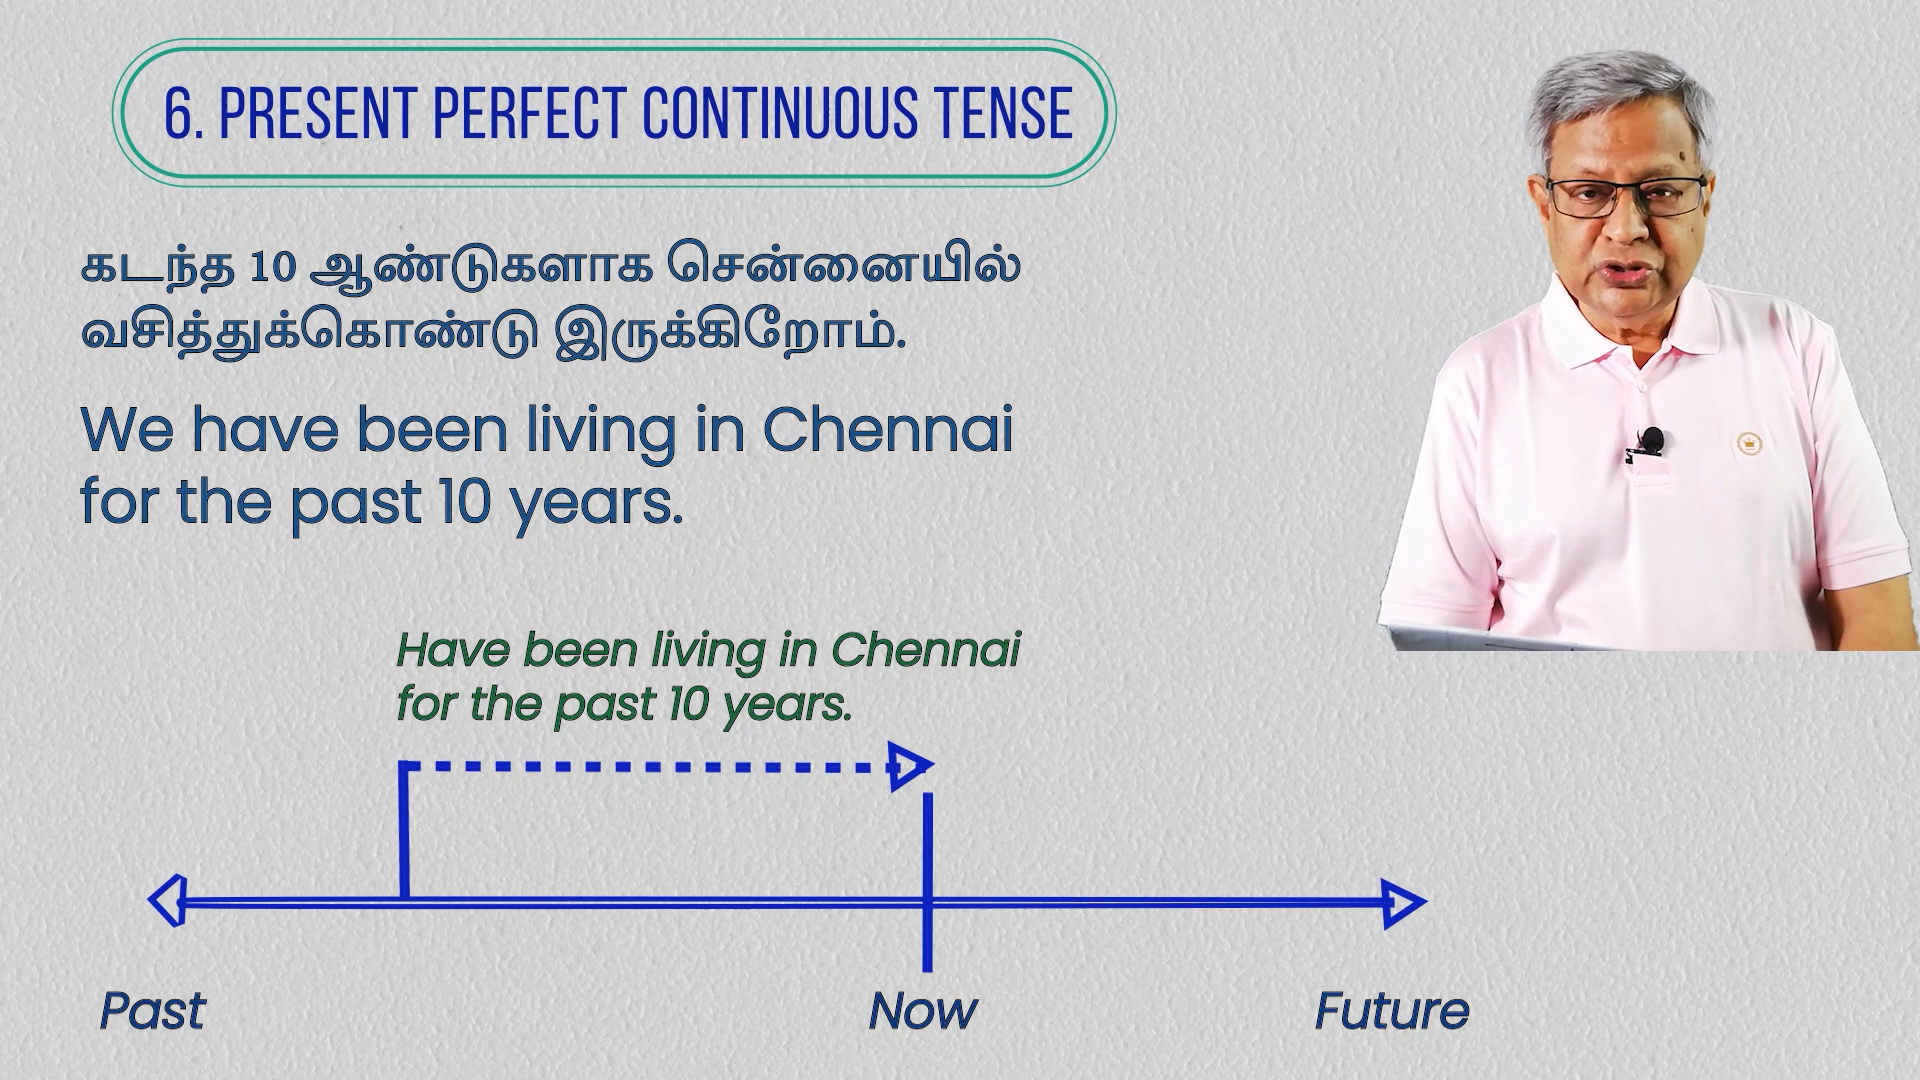 6. PRESENT PERFECT CONTINUOUS TENSE
கடந்த 10 ஆண்டுகளாக சென்னையில்
வசித்துக்கொண்டு இருக்கிறோம்.
We have been living in Chennai
for the past 10 years.
Have been living in Chennai
for the past 10 years.
Past
Now
Future